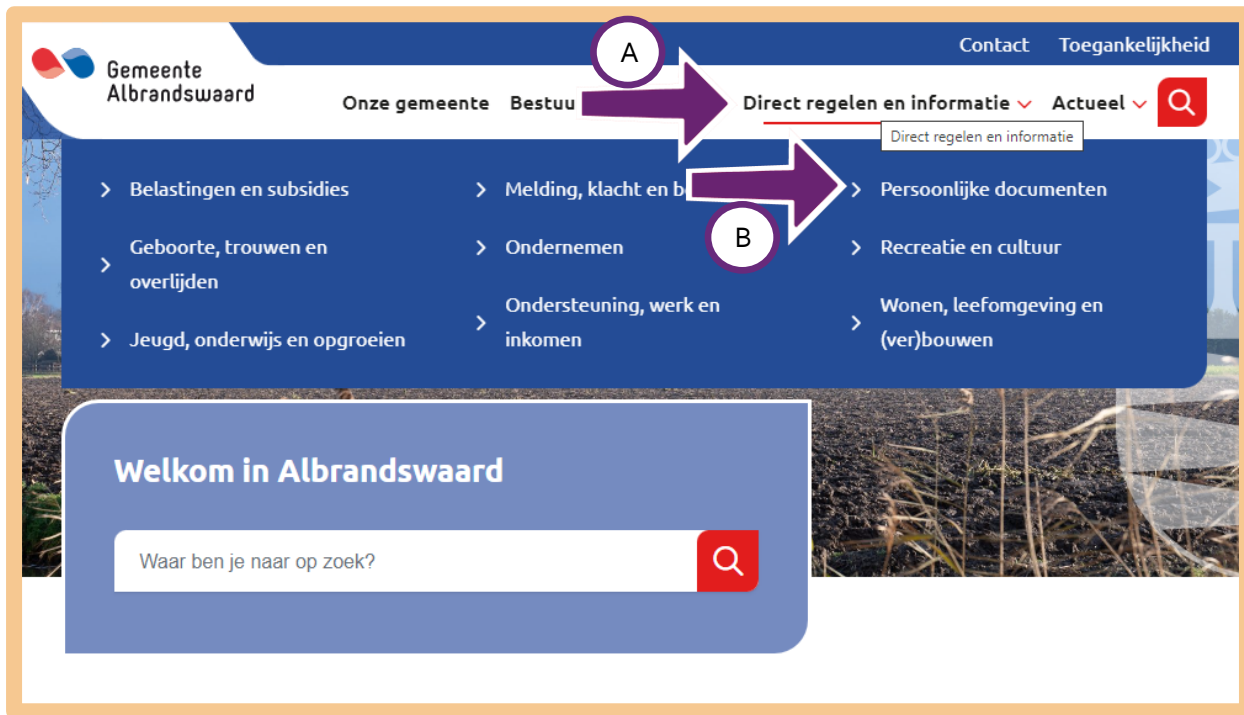 Contact Toegankelijkheid
Gemeente
Albrandswaard
A
Onze gemeente Direct regelen en informatie Actueel
Direct regelen en informatie
Belastingen en subsidies
Geboorte, trouwen en
overlijden
Jeugd, onderwijs en opgroeien
Melding, klacht en
B
Ondernemen
Ondersteuning, werk en
inkomen
Persoonlijke documenten
Recreatie en cultuur
Wonen, leefomgeving en
(ver)bouwen
Welkom in Albrandswaard
Waar ben je naar op zoek?